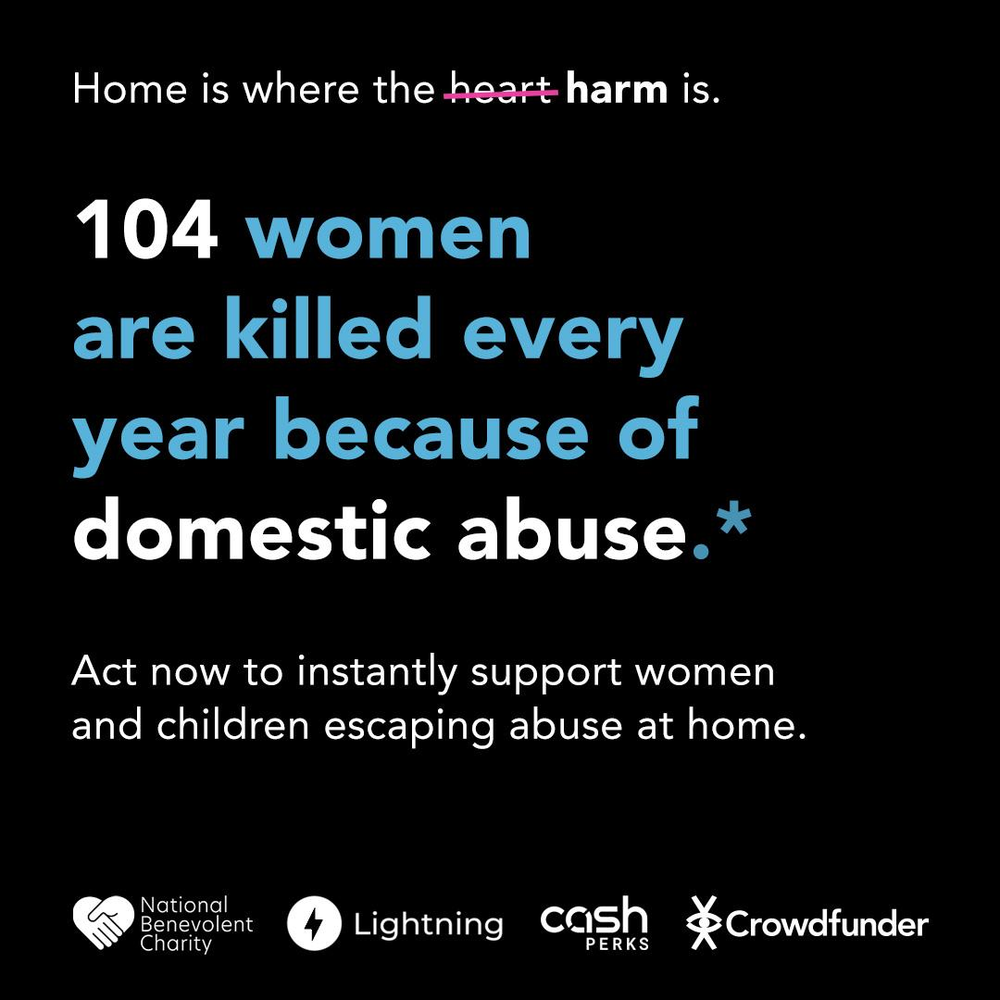 Home is where the heart harm is.
104 women
are killed every
year because of
domestic abuse.*
Act now to instantly support women
and children escaping abuse at home.
National
Benevolent
Charity
Lightning
cash
PERKS
Crowdfunder